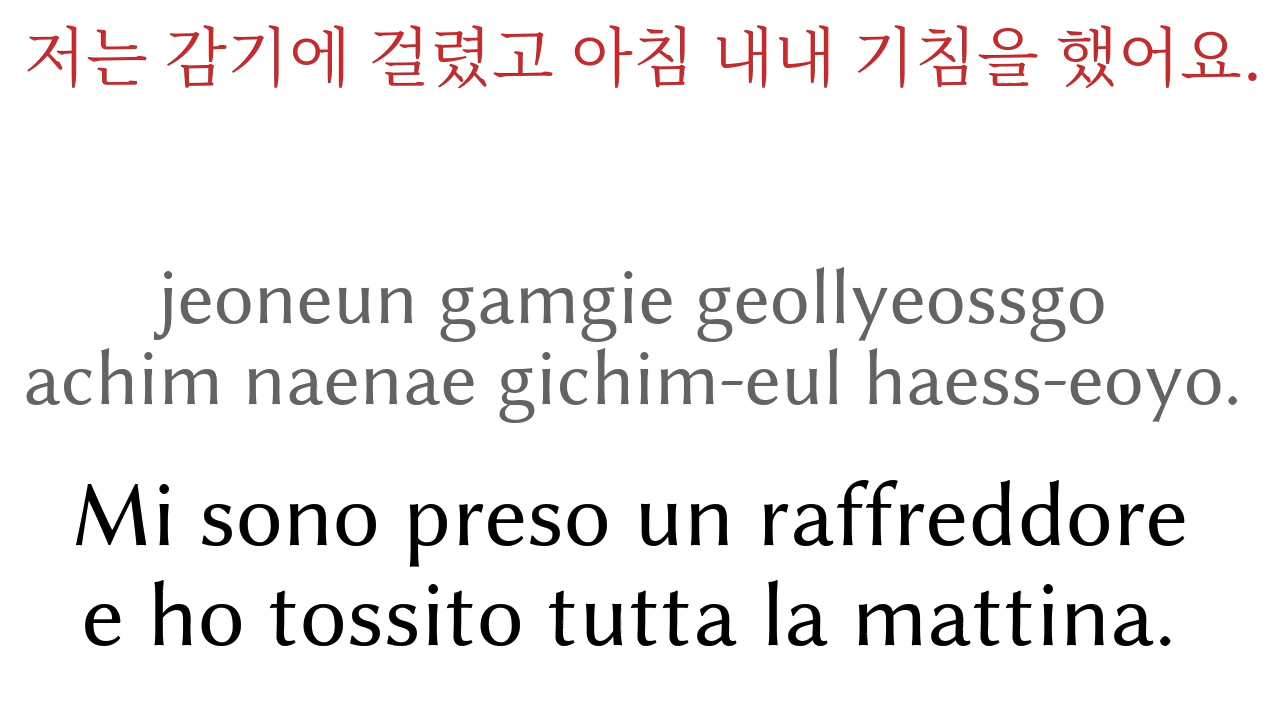 저는 감기에 걸렸고 아침 내내 기침을 했어요.
jeoneun gamgie geollyeossgo
achim naenae gichim-eul haess-eoyo.
Mi sono preso un raffreddore
e ho tossito tutta la mattina.